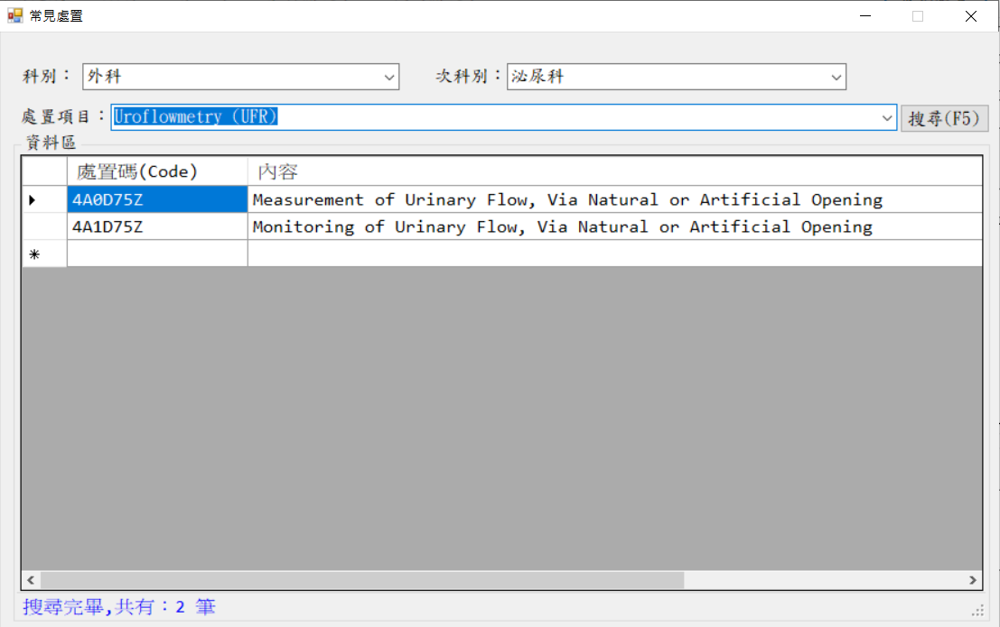 常見處置
科別： 外科 次科別：泌尿科
處置項目：Uroflowmetry (UFR) 搜尋(F5)
資料區
處置碼(Code) 內容
4A0D75Z Measurement of Urinary Flow, Via Natural or Artificial Opening
4A1D75Z Monitoring of Urinary Flow, Via Natural or Artificial Opening
搜尋完畢,共有：2 筆